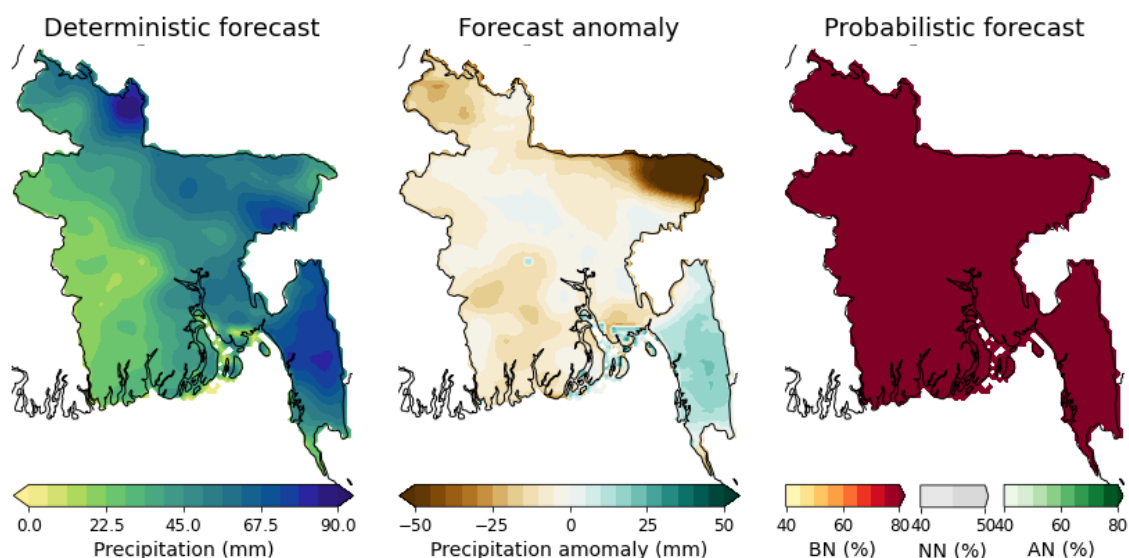 Deterministic forecast
Forecast anomaly
Probabilistic forecast
0.0 22.5 45.0 67.5 90.0
Precipitation (mm)
−50 −25 0 25 50
Precipitation amomaly (mm)
40 60 80
BN (%)
40 50
NN (%)
40 60 80
AN (%)